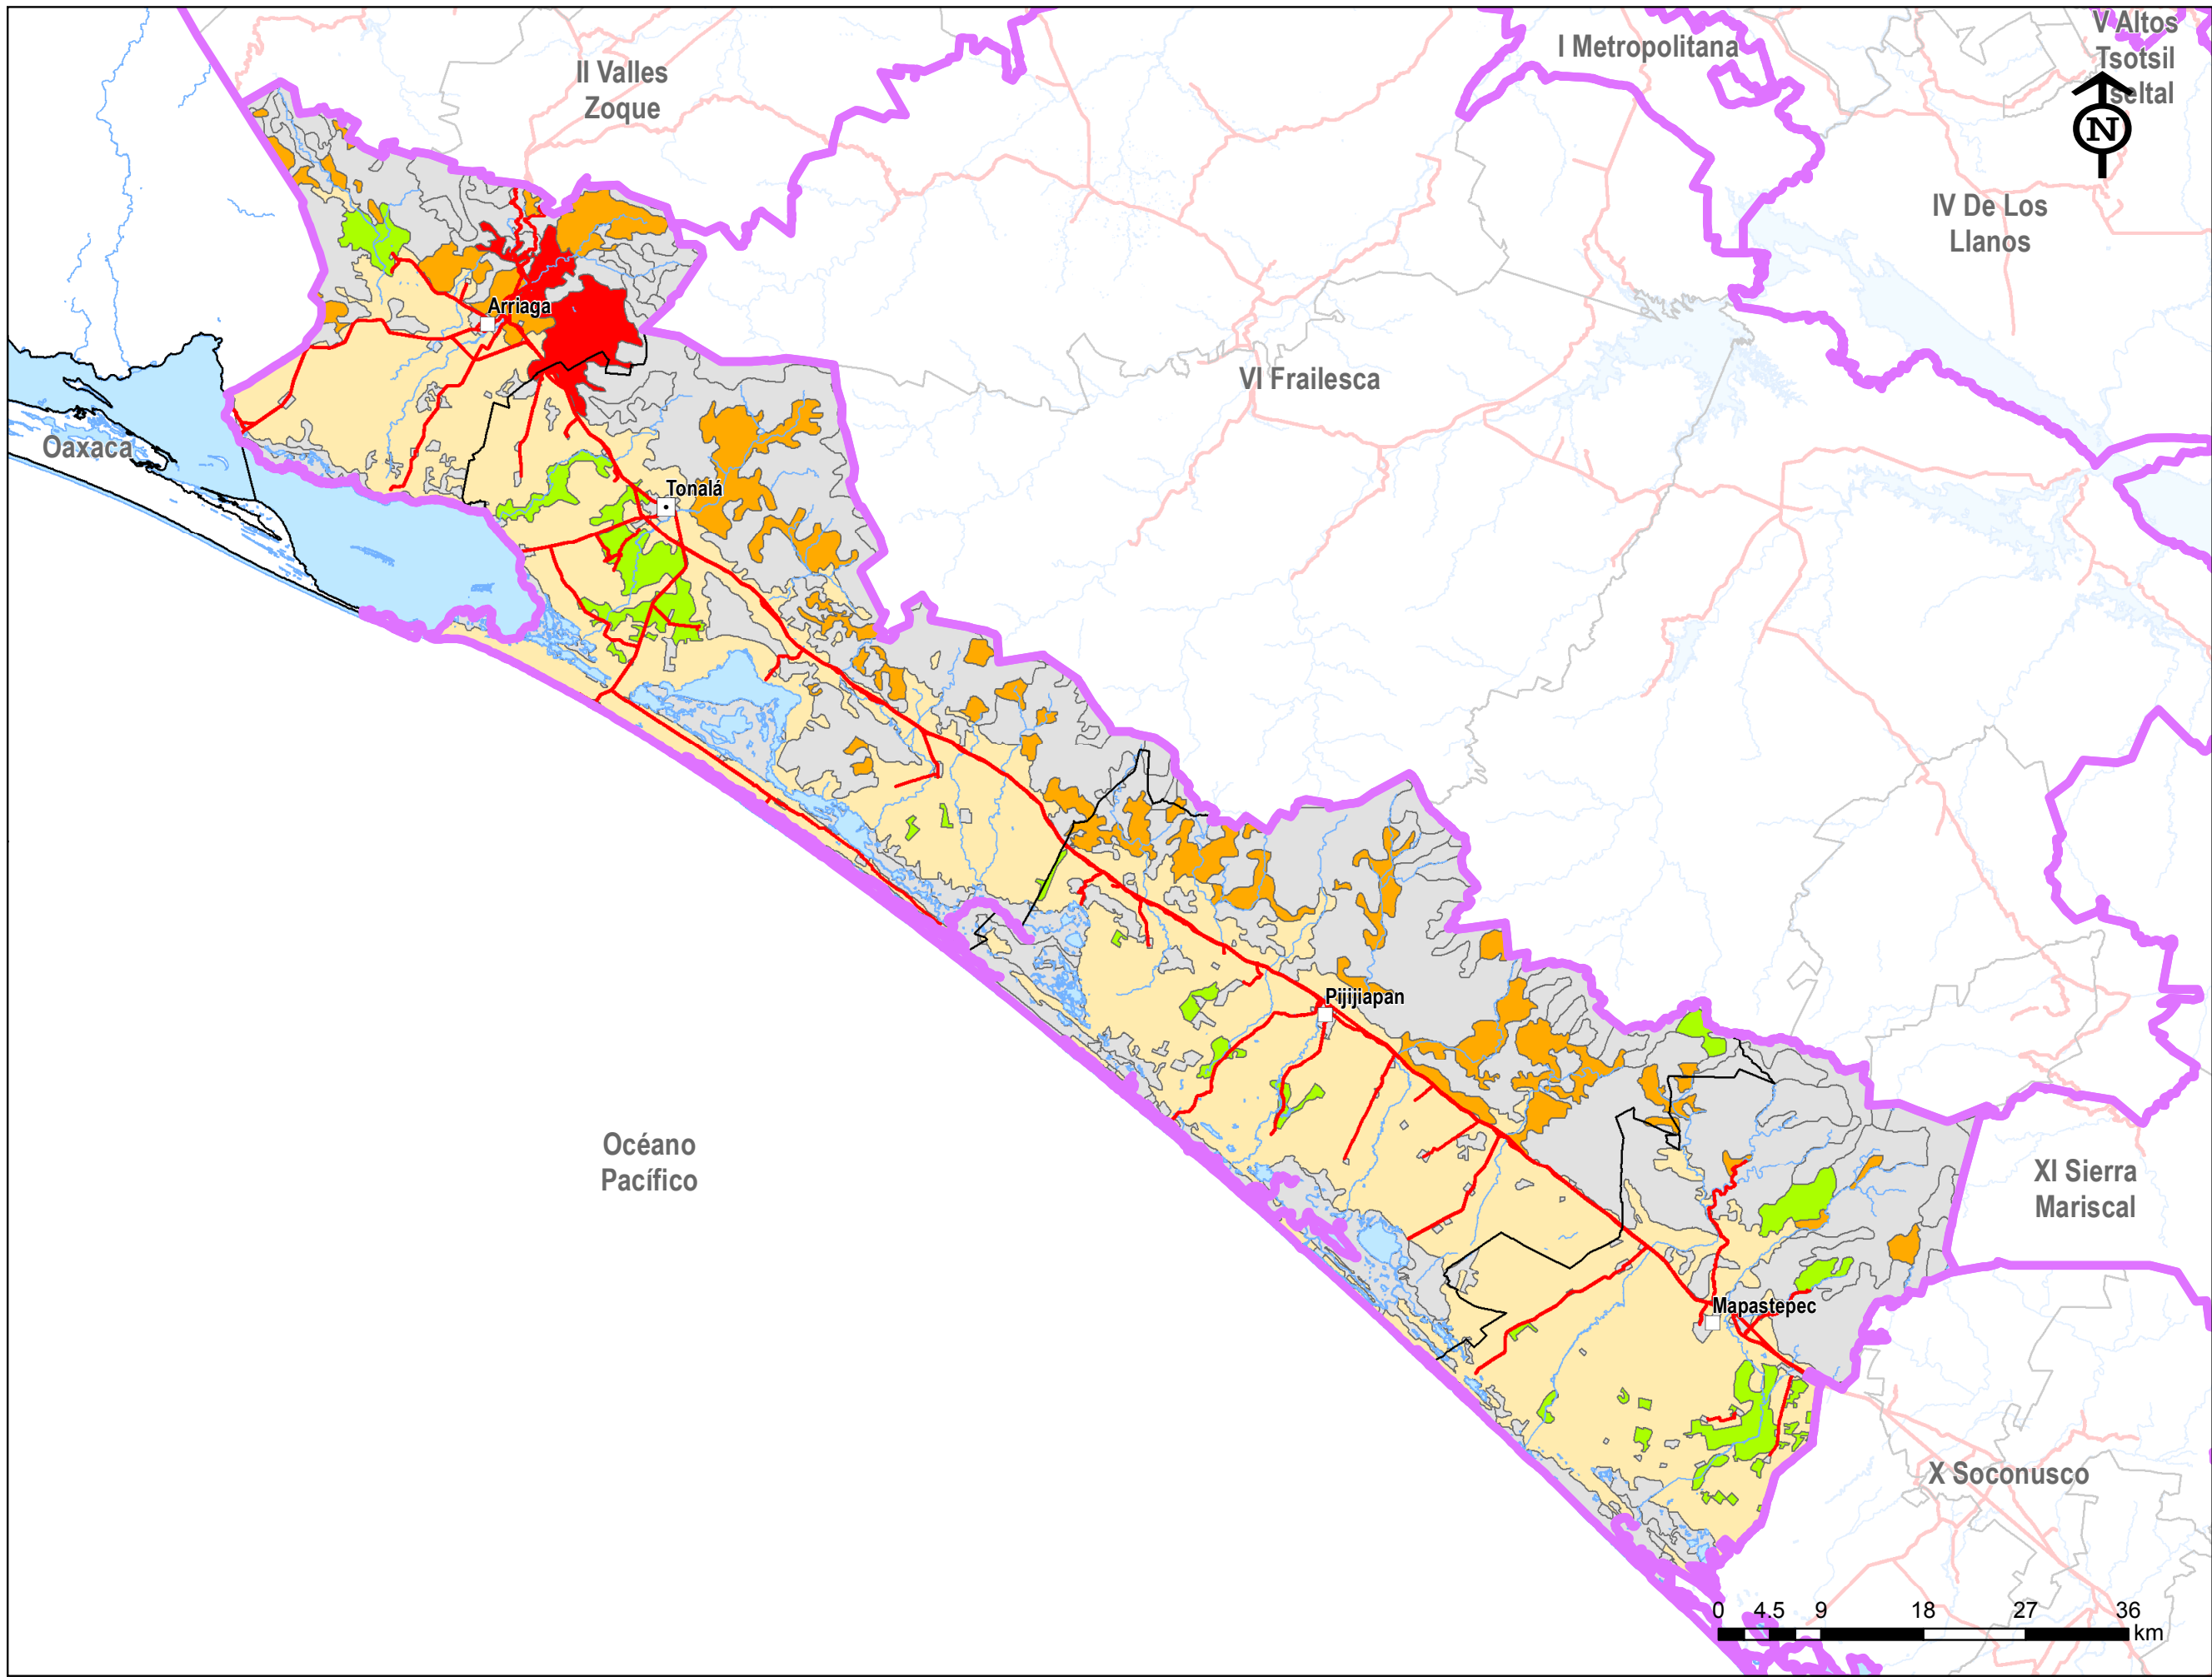 V Altos
Tsotsil
Tseltal
I Metropolitana
II Valles
Zoque
N
IV De Los
Llanos
Arriaga
VI Frailesca
Oaxaca
Tonalá
Pijijiapan
Océano
Pacífico
XI Sierra
Mariscal
Mapastepec
X Soconusco
0 4.5 9 18 27 36
km